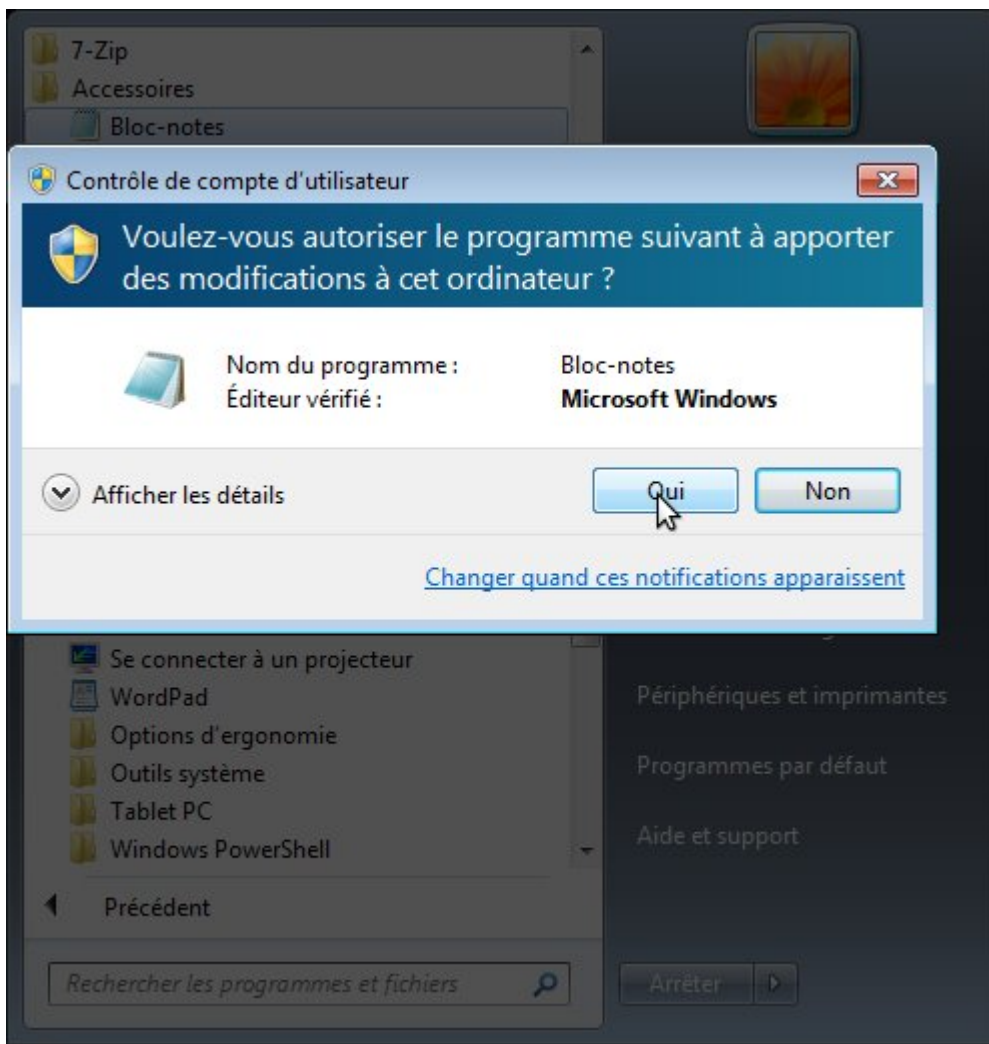 7-Zip
Accessoires
Bloc-notes
Contrôle de compte d'utilisateur
Voulez-vous autoriser le programme suivant à apporter
des modifications à cet ordinateur ?
Nom du programme : Bloc-notes
Éditeur vérifié : Microsoft Windows
Afficher les détails
Oui
Non
Changer quand ces notifications apparaissent
Se connecter à un projecteur
WordPad
Options d'ergonomie
Outils système
Tablet PC
Windows PowerShell
Précédent
Rechercher les programmes et fichiers
Périphériques et imprimantes
Programmes par défaut
Aide et support
Arrêter